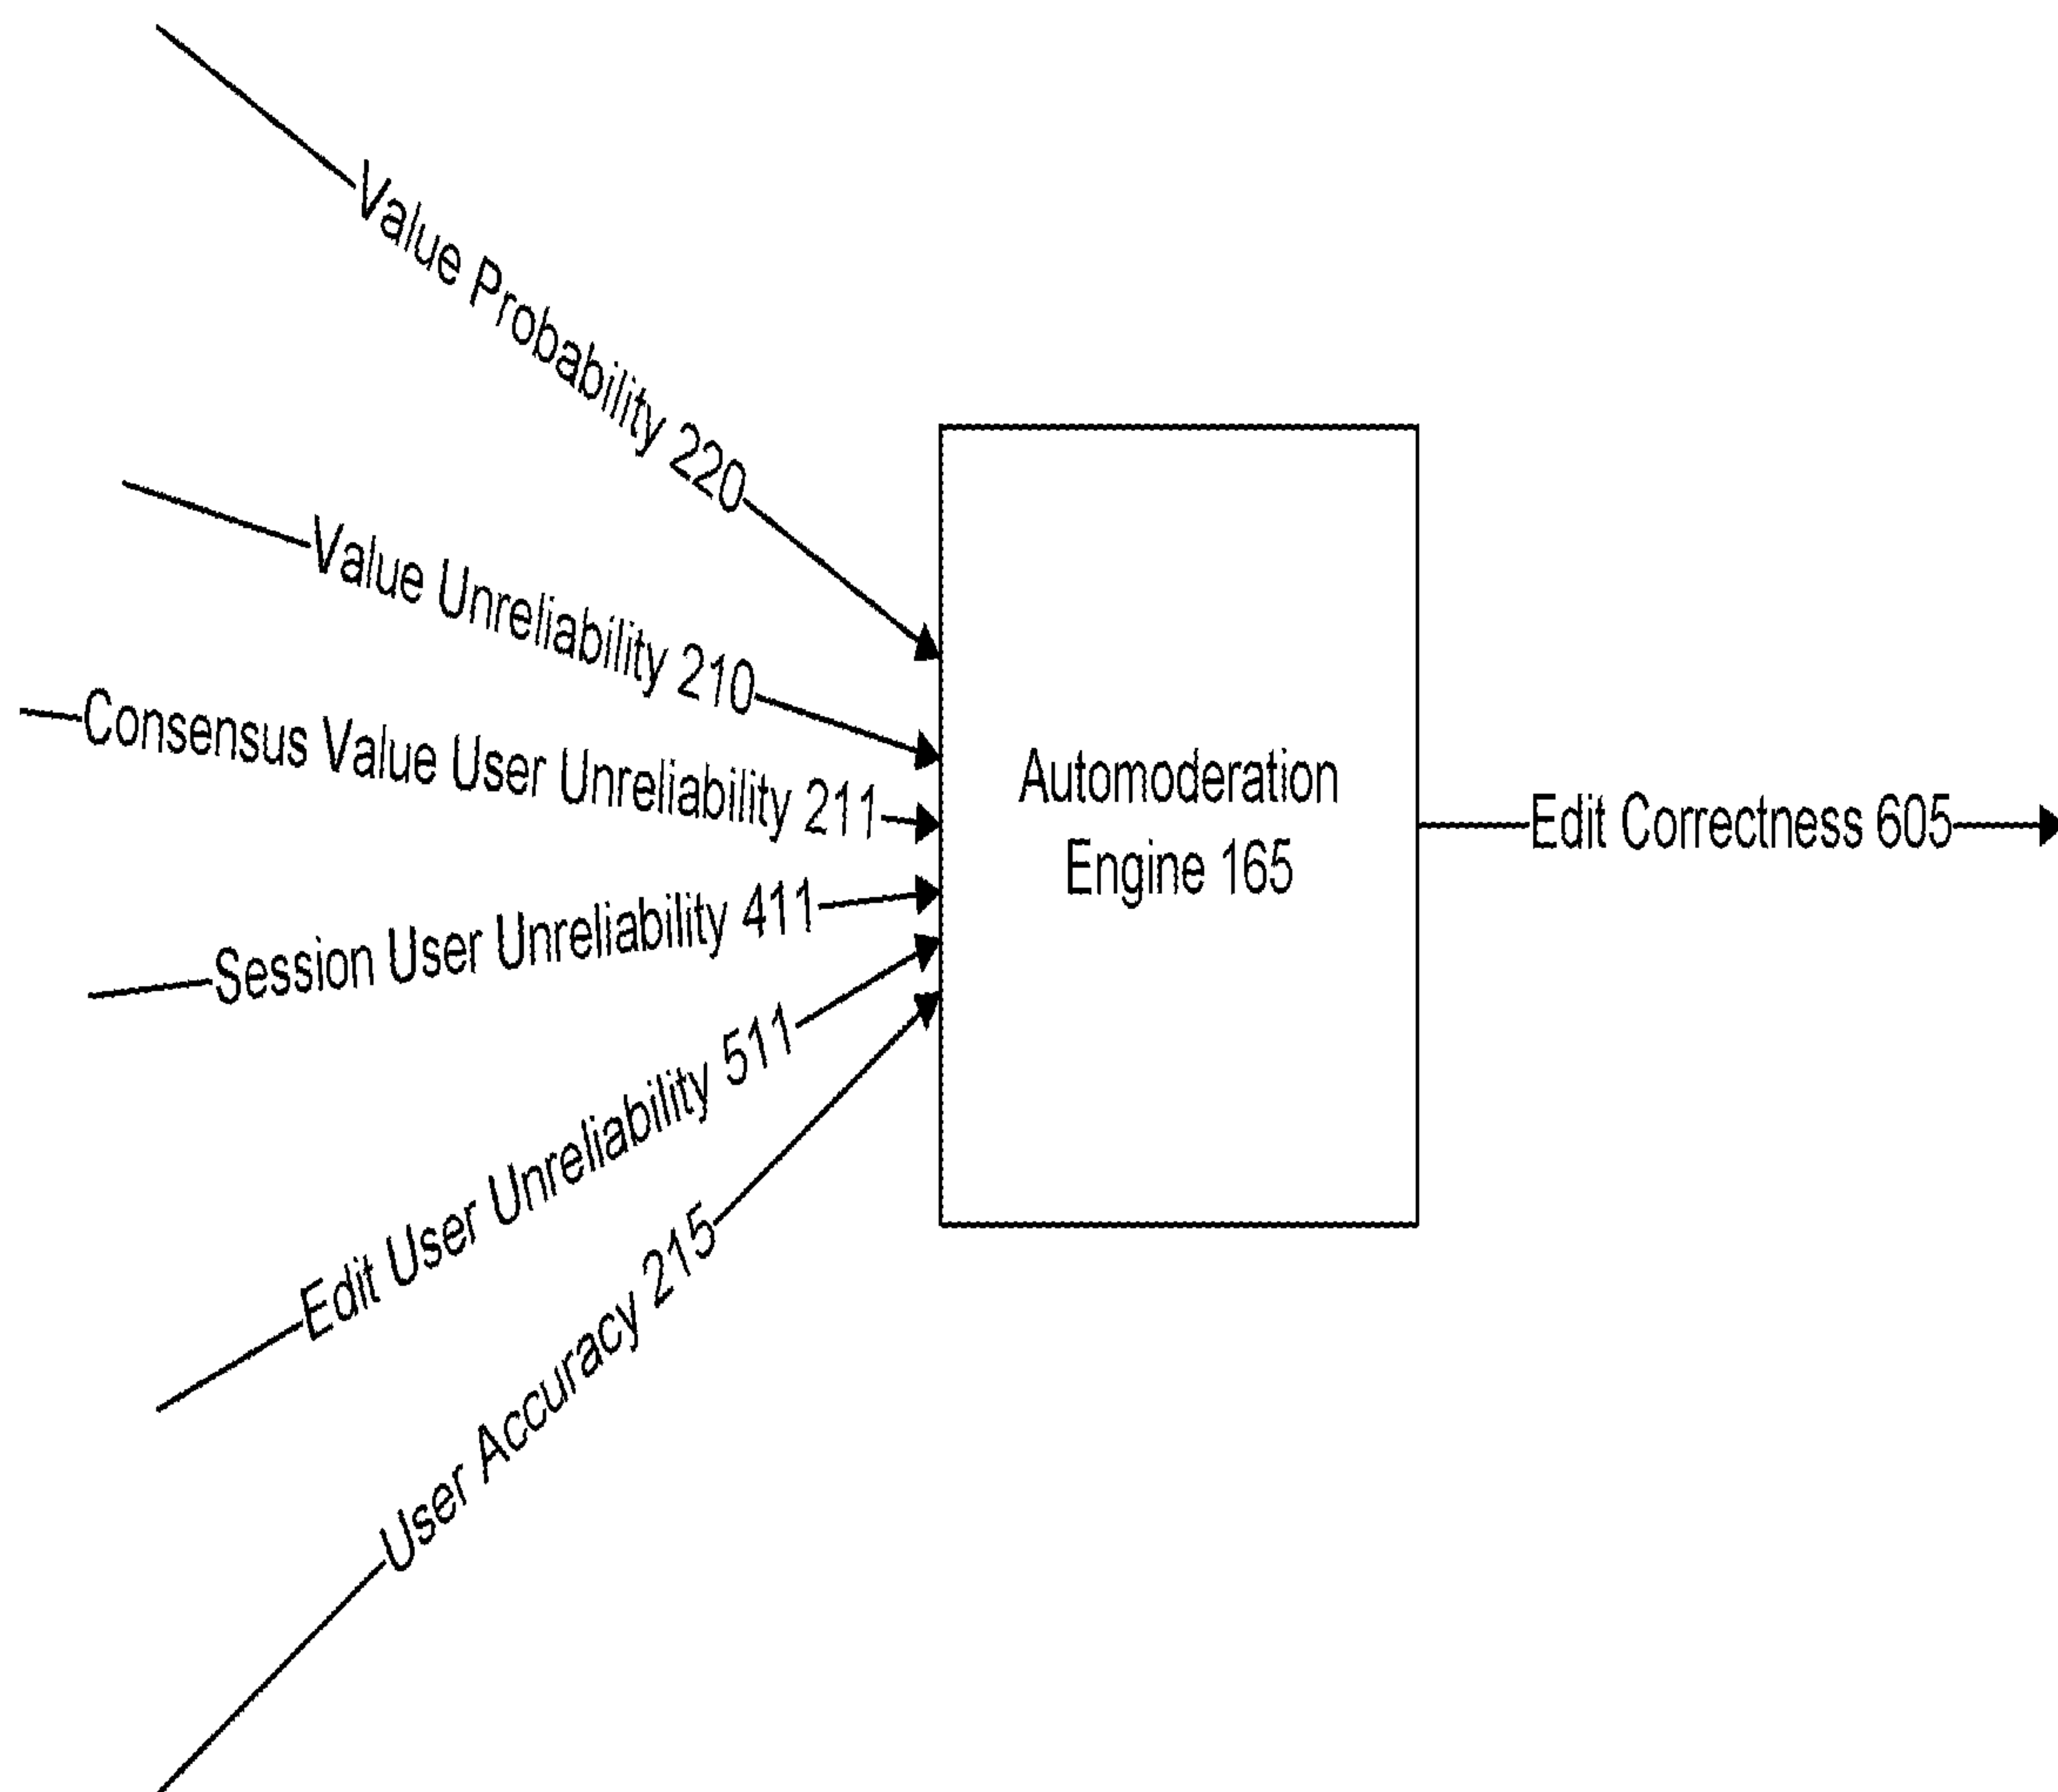 Value Probability 220
Value Unreliability 210
Consensus Value User Unreliability 211
Session User Unreliability 411
Edit User Unreliability 511
User Accuracy 215
Automoderation
Engine 165
Edit Correctness 605